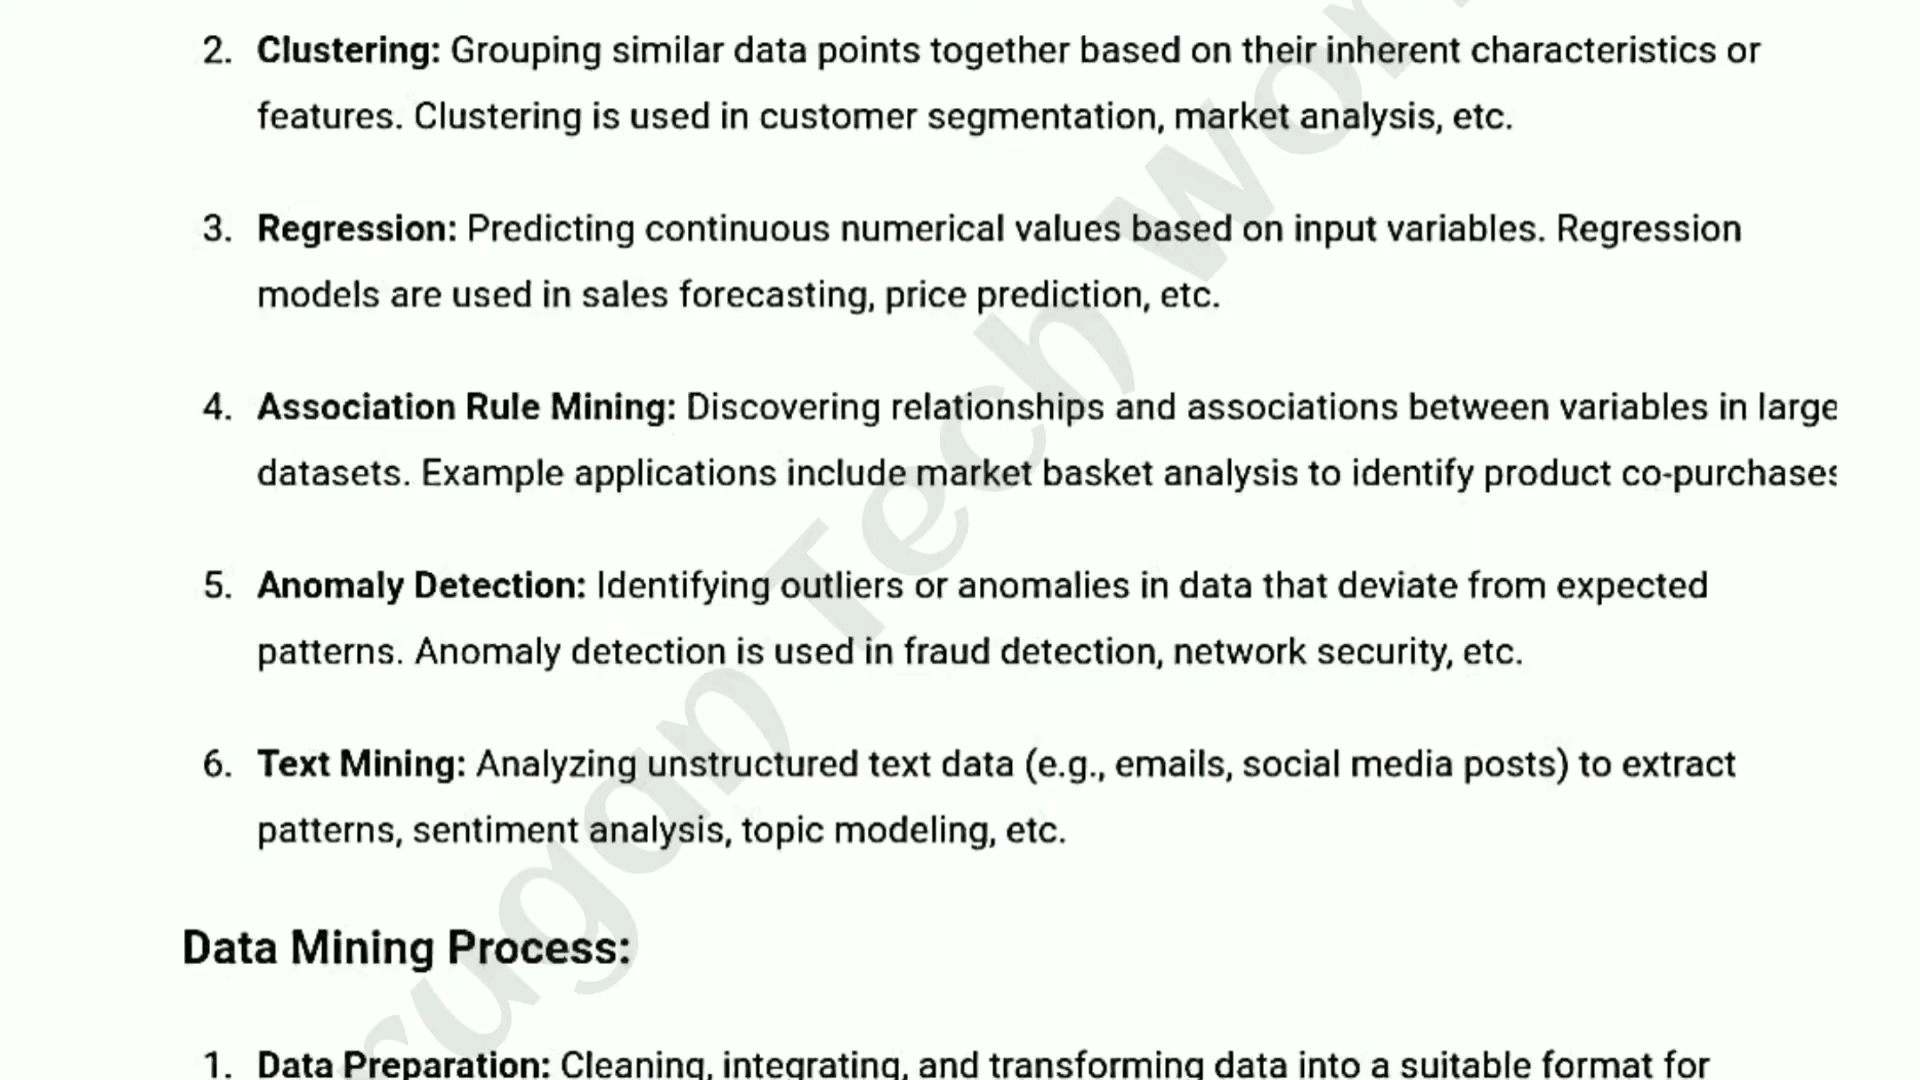 2. Clustering: Grouping similar data points together based on their inherent characteristics or
features. Clustering is used in customer segmentation, market analysis, etc.
3. Regression: Predicting continuous numerical values based on input variables. Regression
models are used in sales forecasting, price prediction, etc.
4. Association Rule Mining: Discovering relationships and associations between variables in large
datasets. Example applications include market basket analysis to identify product co-purchases
5. Anomaly Detection: Identifying outliers or anomalies in data that deviate from expected
patterns. Anomaly detection is used in fraud detection, network security, etc.
6. Text Mining: Analyzing unstructured text data (e.g., emails, social media posts) to extract
patterns, sentiment analysis, topic modeling, etc.
Data Mining Process:
1. Data Preparation: Cleaning, integrating, and transforming data into a suitable format for
Tech